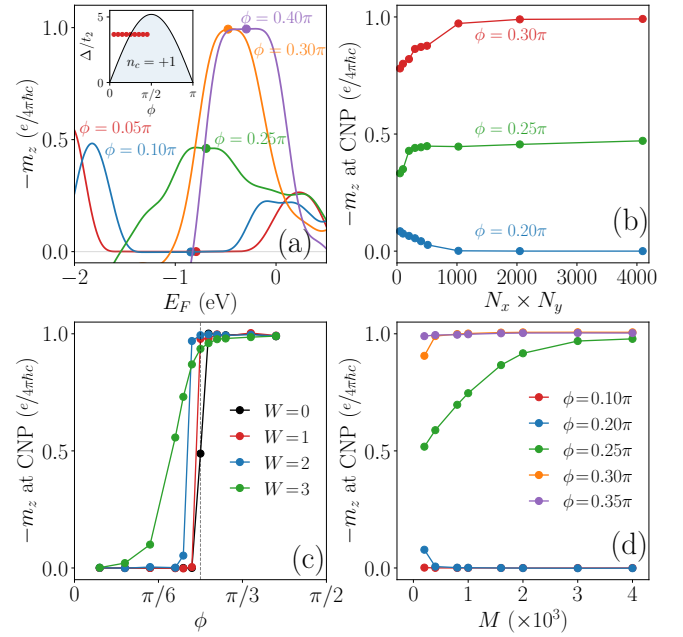 5
Δ/t₂
0
n_c = +1
0
π/2
π
ϕ
ϕ = 0.40π
ϕ = 0.30π
ϕ = 0.05π
ϕ = 0.10π
ϕ = 0.25π
1.0
0.5
0.0
−m_z (e/4πħc)
(a)
−2
−1
0
E_F (eV)
ϕ = 0.30π
ϕ = 0.25π
ϕ = 0.20π
1.0
0.5
0.0
−m_z at CNP (e/4πħc)
(b)
0
1000
2000
3000
4000
N_x × N_y
1.0
0.5
0.0
−m_z at CNP (e/4πħc)
W = 0
W = 1
W = 2
W = 3
(c)
0
π/6
π/3
π/2
ϕ
1.0
0.5
0.0
−m_z at CNP (e/4πħc)
ϕ=0.10π
ϕ=0.20π
ϕ=0.25π
ϕ=0.30π
ϕ=0.35π
(d)
0
1
2
3
4
M (×10³)